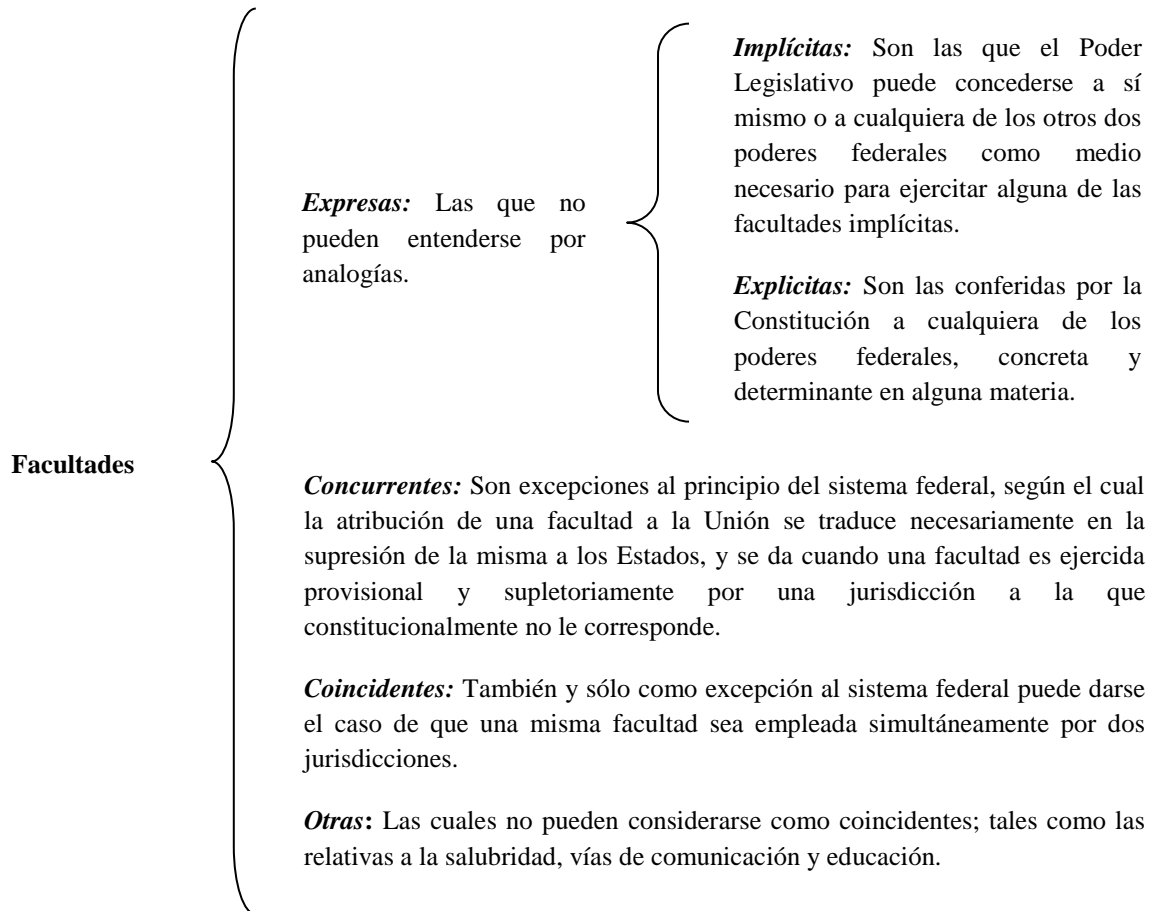 Facultades
Expresas: Las que no
pueden entenderse por
analogías.
Implícitas: Son las que el Poder
Legislativo puede concederse a sí
mismo o a cualquiera de los otros dos
poderes federales como medio
necesario para ejercitar alguna de las
facultades implícitas.
Explicitas: Son las conferidas por la
Constitución a cualquiera de los
poderes federales, concreta y
determinante en alguna materia.
Concurrentes: Son excepciones al principio del sistema federal, según el cual
la atribución de una facultad a la Unión se traduce necesariamente en la
supresión de la misma a los Estados, y se da cuando una facultad es ejercida
provisional y supletoriamente por una jurisdicción a la que
constitucionalmente no le corresponde.
Coincidentes: También y sólo como excepción al sistema federal puede darse
el caso de que una misma facultad sea empleada simultáneamente por dos
jurisdicciones.
Otras: Las cuales no pueden considerarse como coincidentes; tales como las
relativas a la salubridad, vías de comunicación y educación.